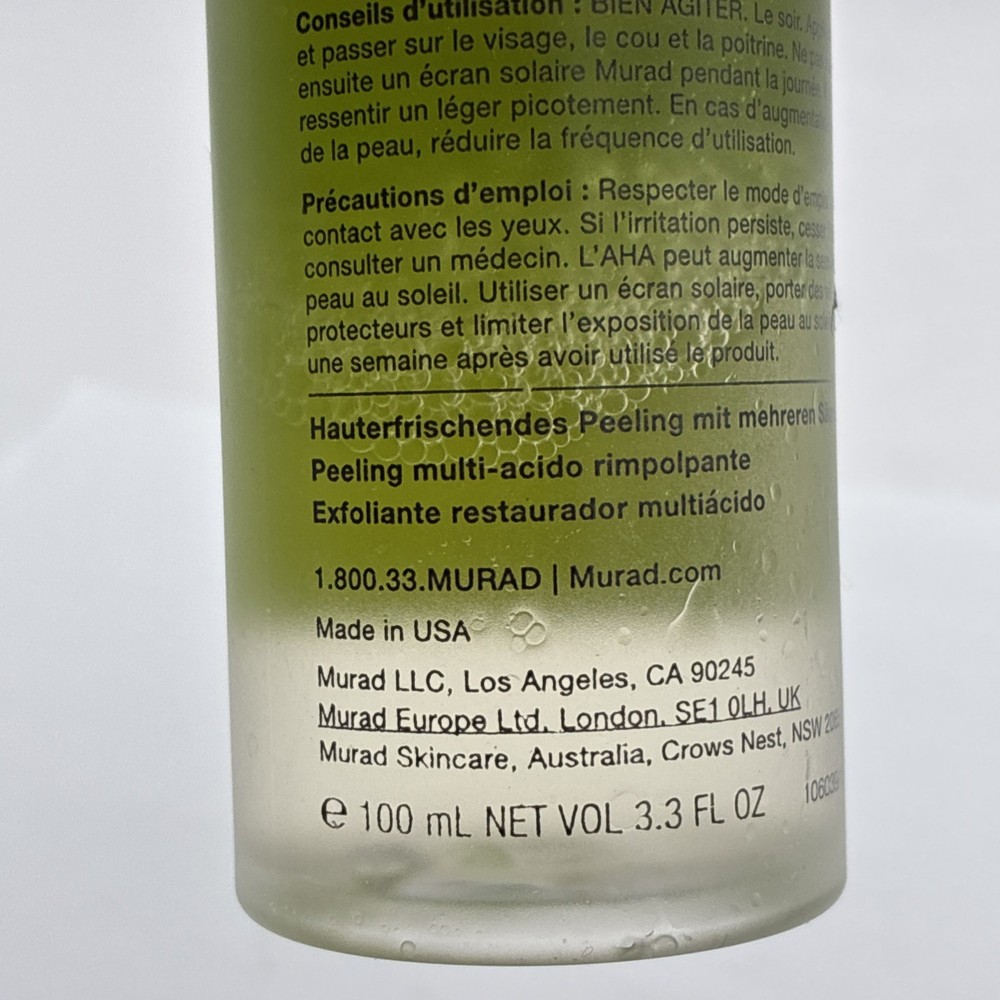 Conseils d'utilisation : BIEN AGITER. Le soir.
et passer sur le visage, le cou et la poitrine. Ne
ensuite un écran solaire Murad pendant la journée
ressentir un léger picotement. En cas
de la peau, réduire la fréquence d'utilisation.
Précautions d'emploi : Respecter le mode
contact avec les yeux. Si l'irritation persiste,
consulter un médecin. L'AHA peut augmenter la
peau au soleil. Utiliser un écran solaire, porter
protecteurs et limiter l'exposition de la peau au
une semaine après avoir utilisé le produit.
Hauterfrischendes Peeling mit mehreren
Peeling multi-acido rimpolpante
Exfoliante restaurador multiácido
1.800.33.MURAD | Murad.com
Made in USA
Murad LLC, Los Angeles, CA 90245
Murad Europe Ltd. London. SE1 0LH. UK
Murad Skincare, Australia, Crows Nest, NSW
e 100 mL NET VOL 3.3 FL OZ